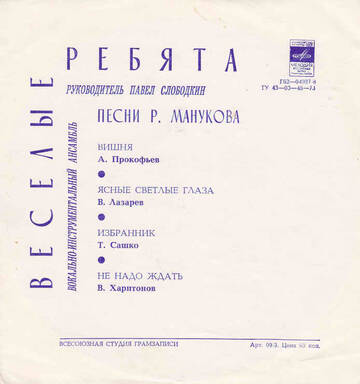 ВЕСЕЛЫЕ
РЕБЯТА
ВОКАЛЬНО-ИНСТРУМЕНТАЛЬНЫЙ АНСАМБЛЬ
РУКОВОДИТЕЛЬ ПАВЕЛ СЛОБОДКИН
ПЕСНИ Р. МАНУКОВА
ВИШНЯ
А. Прокофьев
ЯСНЫЕ СВЕТЛЫЕ ГЛАЗА
В. Лазарев
ИЗБРАННИК
Т. Сашко
НЕ НАДО ЖДАТЬ
В. Харитонов
ВСЕСОЮЗНАЯ СТУДИЯ ГРАМЗАПИСИ
Арт. 09-3. Цена 60 коп.